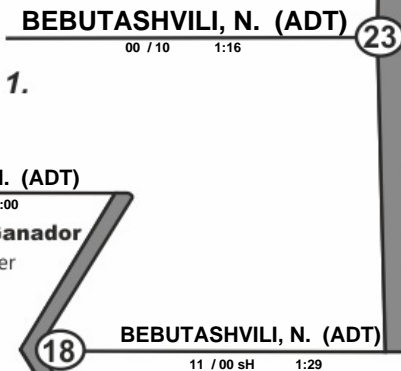 BEBUTASHVILI, N. (ADT)
23
00 / 10 1:16
1.
(ADT)
:00
Ganador
18
BEBUTASHVILI, N. (ADT)
11 / 00 sH 1:29